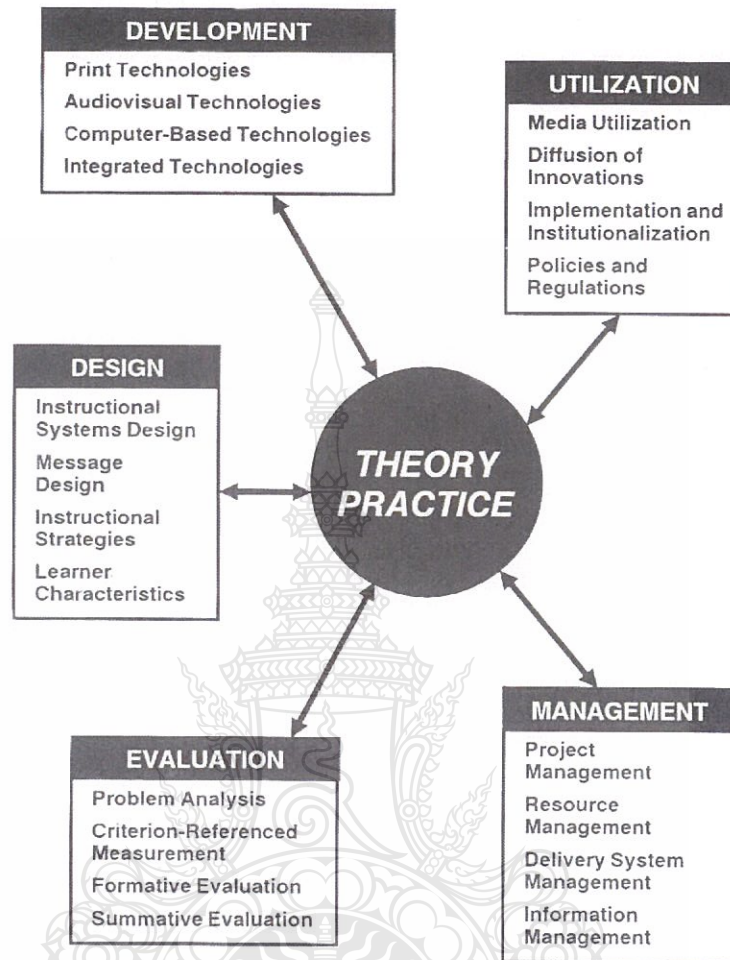 DEVELOPMENT
Print Technologies
Audiovisual Technologies
Computer-Based Technologies
Integrated Technologies
UTILIZATION
Media Utilization
Diffusion of
Innovations
Implementation and
Institutionalization
Policies and
Regulations
DESIGN
Instructional
Systems Design
Message
Design
Instructional
Strategies
Learner
Characteristics
THEORY
PRACTICE
EVALUATION
Problem Analysis
Criterion-Referenced
Measurement
Formative Evaluation
Summative Evaluation
MANAGEMENT
Project
Management
Resource
Management
Delivery System
Management
Information
Management